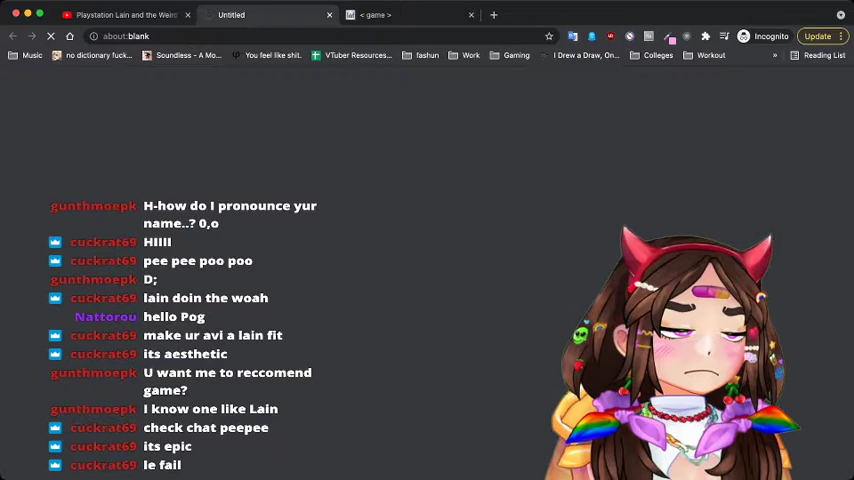 Playstation Lain and the Weird
Untitled
< game >
about:blank
Incognito
Update
Music
no dictionary fuck...
Soundless - A Mo...
You feel like shit.
VTuber Resources...
fashun
Work
Gaming
I Drew a Draw, On...
Colleges
Workout
»
Reading List
gunthmoepk H-how do I pronounce yur
name..? 0,o
cuckrat69 HIIII
cuckrat69 pee pee poo poo
gunthmoepk D;
cuckrat69 lain doin the woah
Nattorou hello Pog
cuckrat69 make ur avi a lain fit
cuckrat69 its aesthetic
gunthmoepk U want me to reccomend
game?
gunthmoepk I know one like Lain
cuckrat69 check chat peepee
cuckrat69 its epic
cuckrat69 le fail